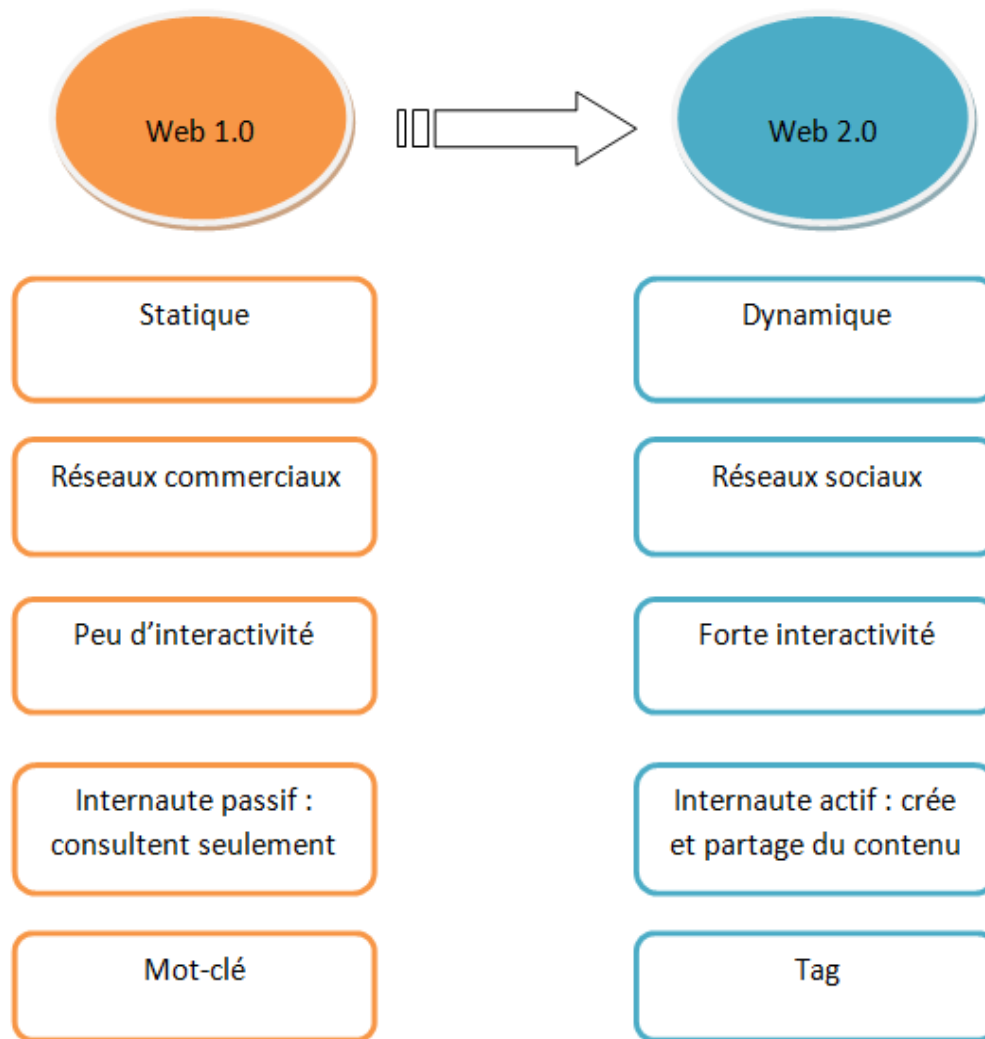 Web 1.0
Web 2.0
Statique
Dynamique
Réseaux commerciaux
Réseaux sociaux
Peu d’interactivité
Forte interactivité
Internaute passif :
consultent seulement
Internaute actif : crée
et partage du contenu
Mot-clé
Tag